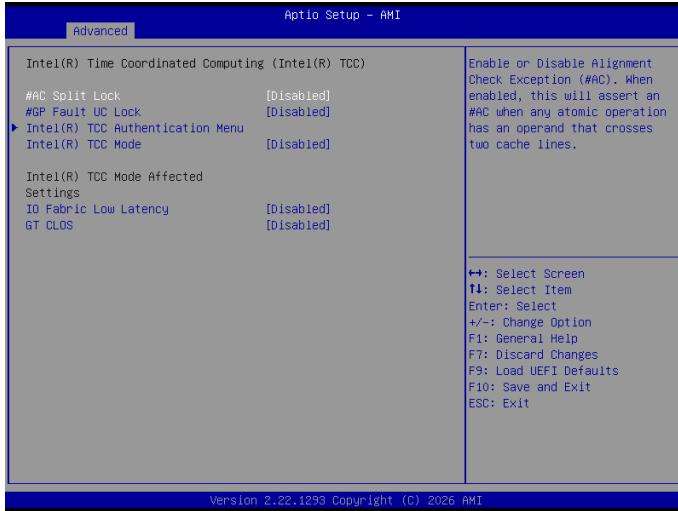 Aptio Setup – AMI
Advanced
Intel(R) Time Coordinated Computing (Intel(R) TCC)
#AC Split Lock [Disabled]
#GP Fault UC Lock [Disabled]
Intel(R) TCC Authentication Menu
Intel(R) TCC Mode [Disabled]
Intel(R) TCC Mode Affected
Settings
IO Fabric Low Latency [Disabled]
GT CLOS [Disabled]
Enable or Disable Alignment
Check Exception (#AC). When
enabled, this will assert an
#AC when any atomic operation
has an operand that crosses
two cache lines.
↔: Select Screen
↑↓: Select Item
Enter: Select
+/-: Change Option
F1: General Help
F7: Discard Changes
F9: Load UEFI Defaults
F10: Save and Exit
ESC: Exit
Version 2.22.1293 Copyright (C) 2026 AMI